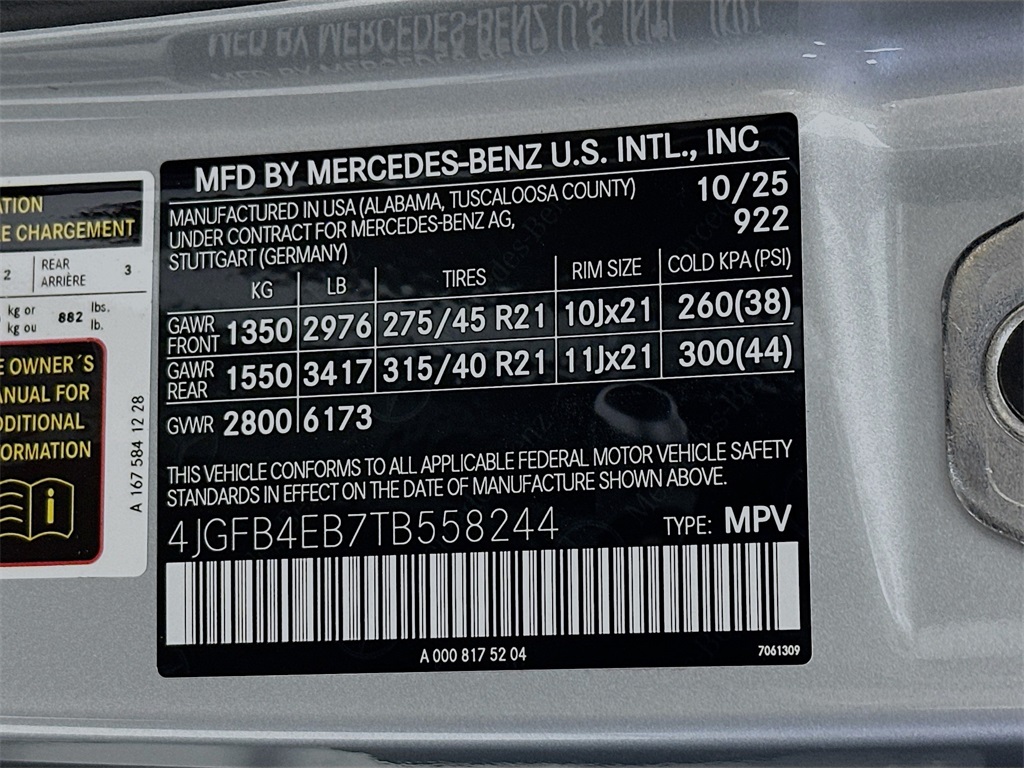 MFD BY MERCEDES-BENZ U.S. INTL., INC
MANUFACTURED IN USA (ALABAMA, TUSCALOOSA COUNTY) 10/25
UNDER CONTRACT FOR MERCEDES-BENZ AG, 922
STUTTGART (GERMANY)
KG LB TIRES RIM SIZE COLD KPA (PSI)
GAWR FRONT 1350 2976 275/45 R21 10Jx21 260(38)
GAWR REAR 1550 3417 315/40 R21 11Jx21 300(44)
GVWR 2800 6173
THIS VEHICLE CONFORMS TO ALL APPLICABLE FEDERAL MOTOR VEHICLE SAFETY
STANDARDS IN EFFECT ON THE DATE OF MANUFACTURE SHOWN ABOVE.
4JGFB4EB7TB558244 TYPE: MPV
A 000 817 52 04 7061309
CHARGEMENT
2 REAR ARRIÈRE 3
kg or lbs.
kg ou 882 lb.
OWNER´S
FOR
i
A 167 584 12 28